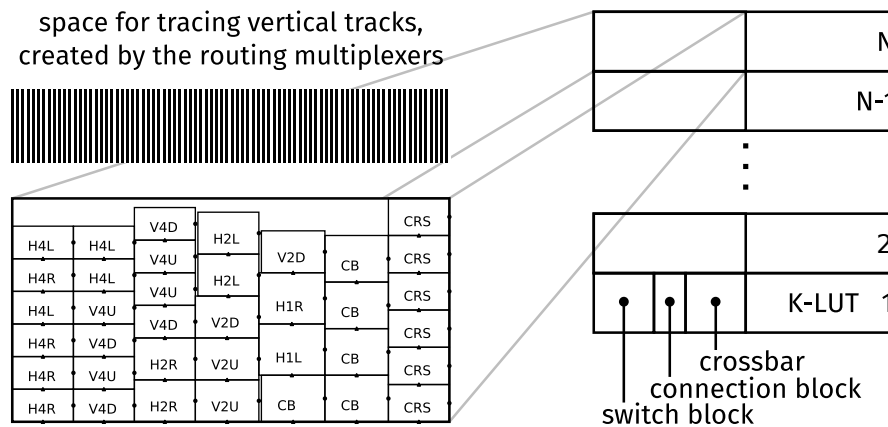 space for tracing vertical tracks,
created by the routing multiplexers
N
N-1
2
K-LUT 1
crossbar
connection block
switch block
H4L
H4R
H4L
H4R
H4R
H4R
H4L
H4L
V4U
V4D
V4U
V4D
V4D
V4U
V4U
V4D
H2R
H2R
H2L
H2L
V2D
V2U
V2U
V2D
H1R
H1L
CB
CB
CB
CB
CB
CRS
CRS
CRS
CRS
CRS
CRS